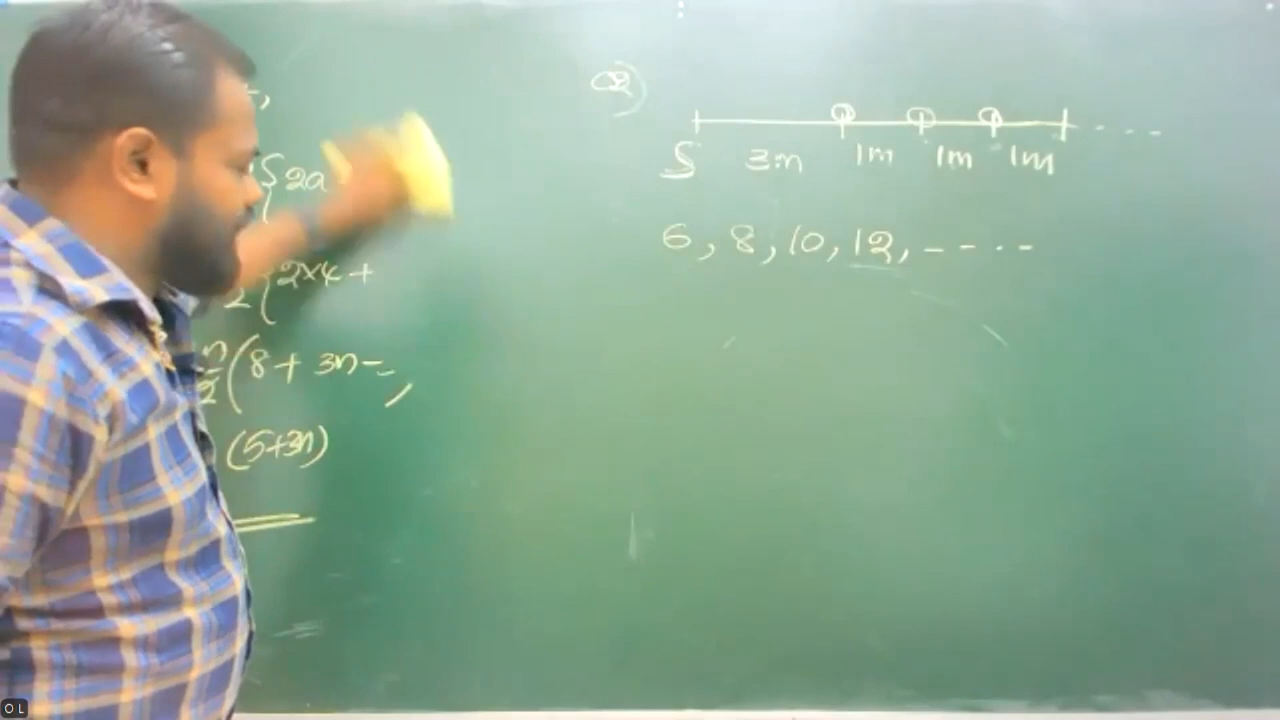 {2a
2
{2×4 +
n/2 (8 + 3n -
(5+3n)
Q2)
S 3m 1m 1m 1m
6, 8, 10, 12, - - - -
O L